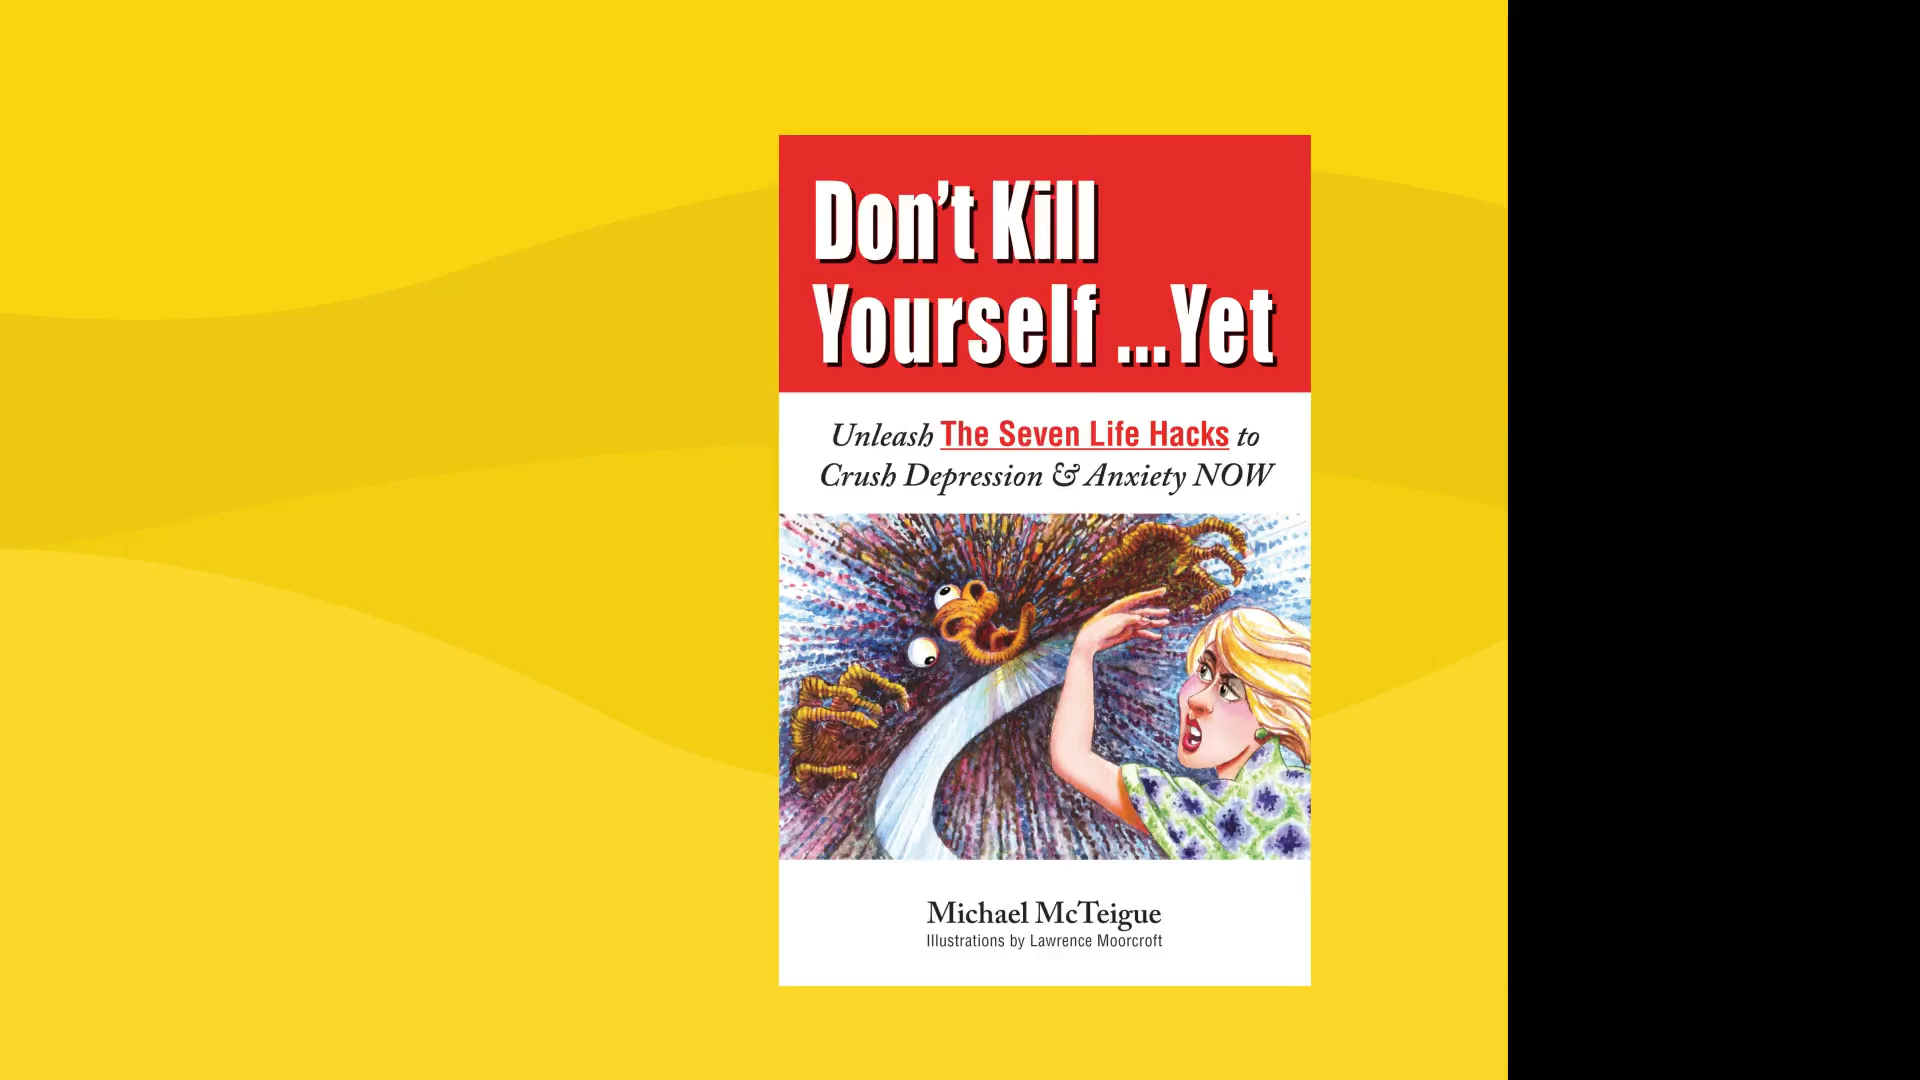 Don't Kill
Yourself ...Yet
Unleash The Seven Life Hacks to
Crush Depression & Anxiety NOW
Michael McTeigue
Illustrations by Lawrence Moorcroft